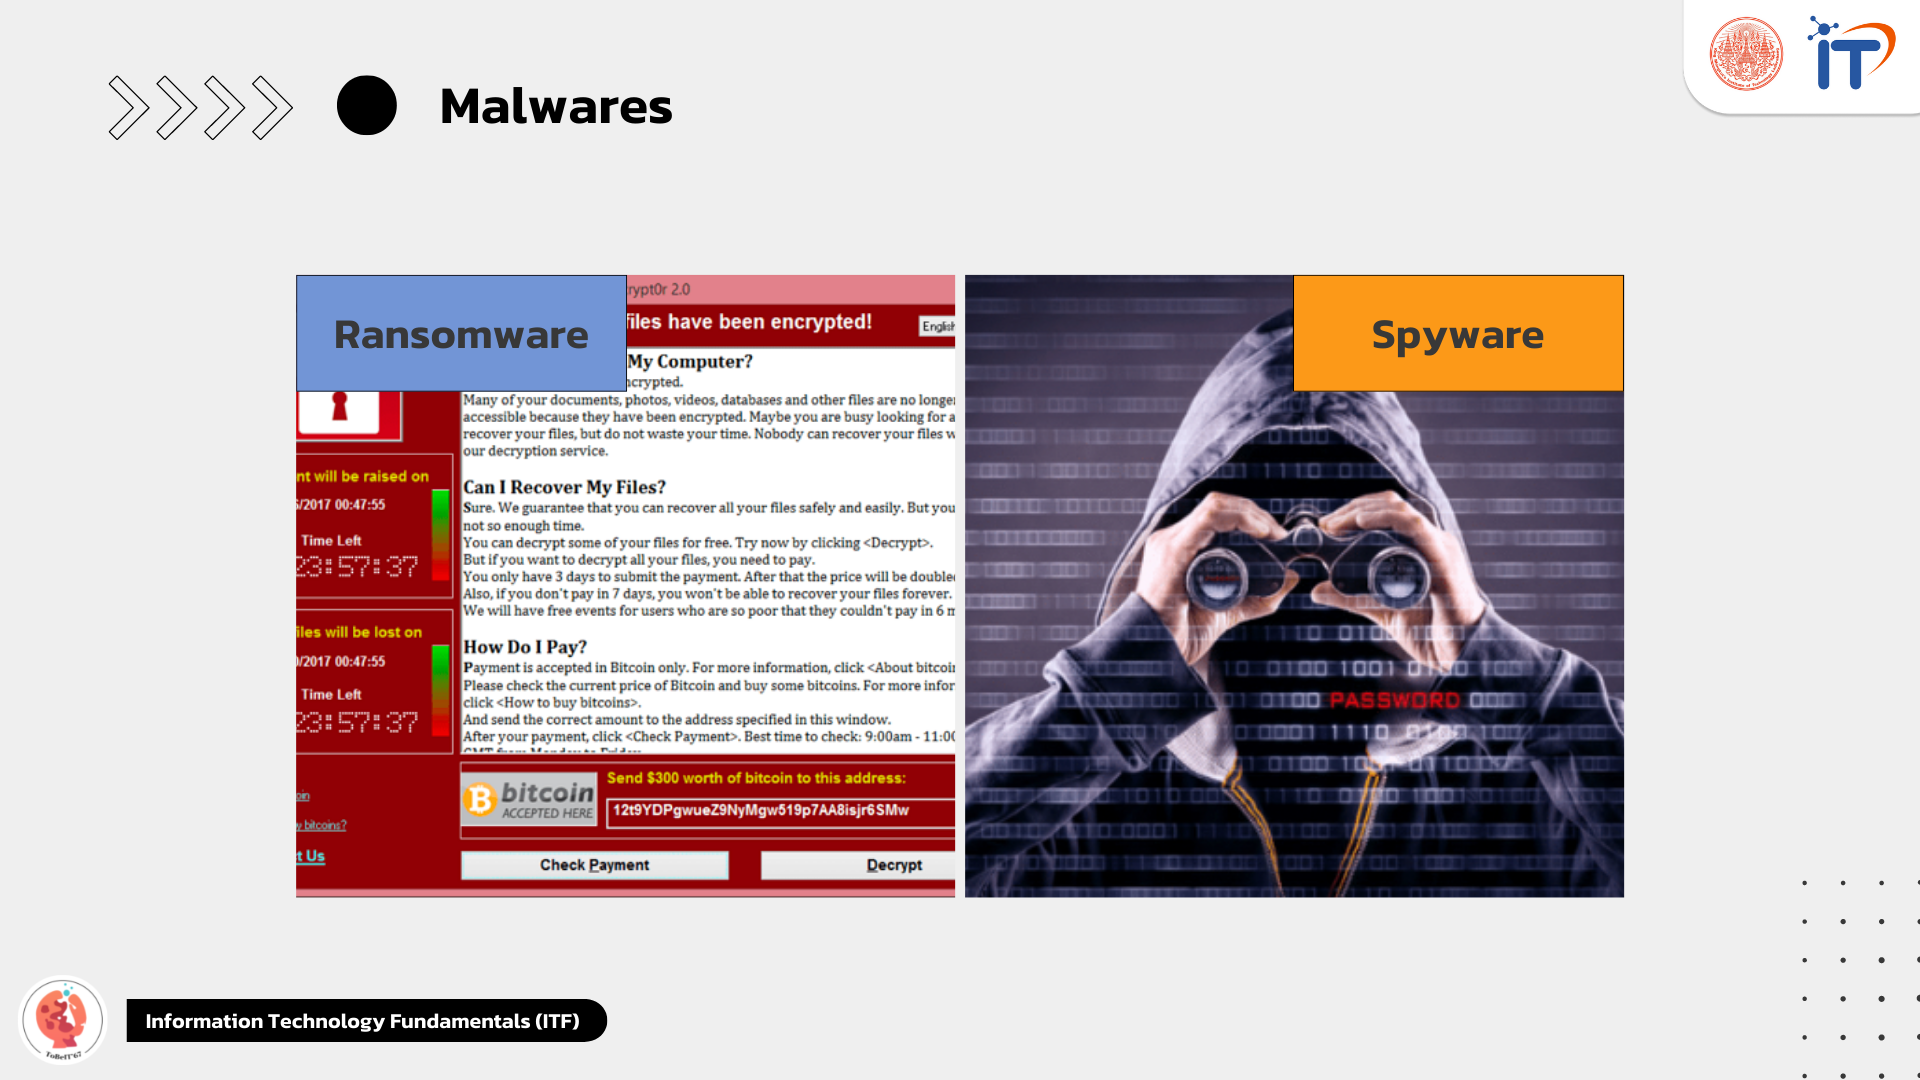 Malwares
iT
Ransomware
rypt0r 2.0
files have been encrypted!
English
My Computer?
ncrypted.
Many of your documents, photos, videos, databases and other files are no longer
accessible because they have been encrypted. Maybe you are busy looking for a
recover your files, but do not waste your time. Nobody can recover your files w
our decryption service.
Can I Recover My Files?
Sure. We guarantee that you can recover all your files safely and easily. But you
not so enough time.
You can decrypt some of your files for free. Try now by clicking <Decrypt>.
But if you want to decrypt all your files, you need to pay.
You only have 3 days to submit the payment. After that the price will be doubled
Also, if you don't pay in 7 days, you won't be able to recover your files forever.
We will have free events for users who are so poor that they couldn't pay in 6 m
How Do I Pay?
Payment is accepted in Bitcoin only. For more information, click <About bitcoin
Please check the current price of Bitcoin and buy some bitcoins. For more infor
click <How to buy bitcoins>.
And send the correct amount to the address specified in this window.
After your payment, click <Check Payment>. Best time to check: 9:00am - 11:00
GMT from Monday to Friday.
nt will be raised on
5/2017 00:47:55
Time Left
23:57:37
files will be lost on
9/2017 00:47:55
Time Left
23:57:37
oin
y bitcoins?
t Us
bitcoin
ACCEPTED HERE
Send $300 worth of bitcoin to this address:
12t9YDPgwueZ9NyMgw519p7AA8isjr6SMw
Check Payment
Decrypt
Spyware
PASSWORD
ToBeIT'67
Information Technology Fundamentals (ITF)